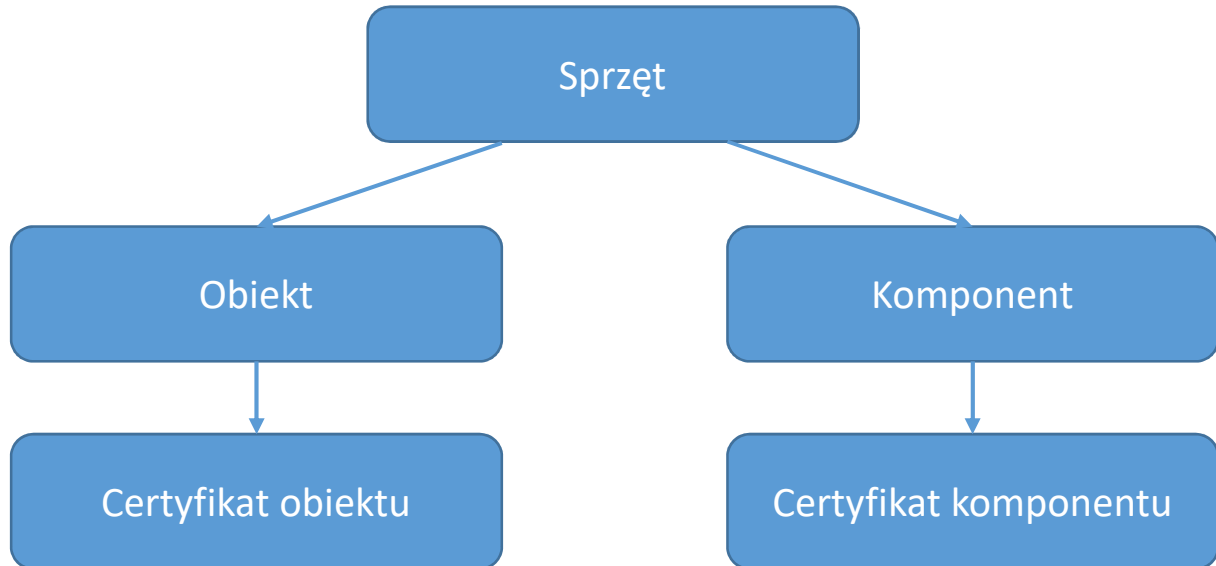 Sprzęt
Obiekt
Komponent
Certyfikat obiektu
Certyfikat komponentu